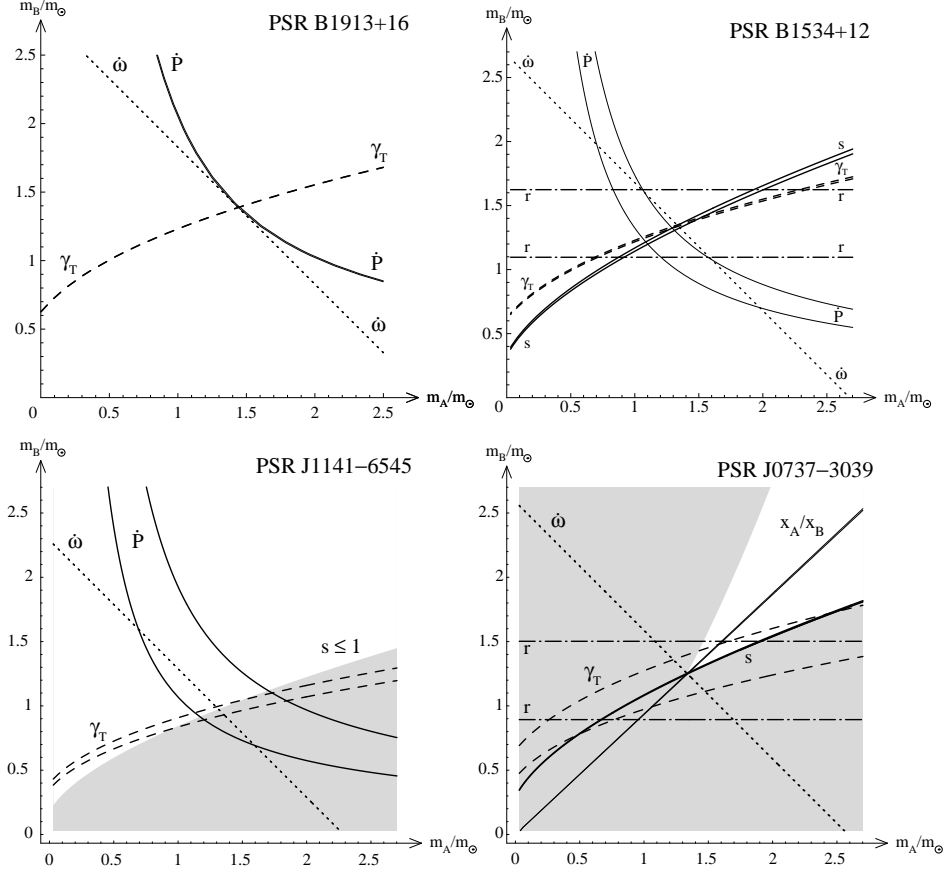 m_B/m_⊙
PSR B1913+16
2.5
2
1.5
1
0.5
0
0.5
1
1.5
2
2.5
m_A/m_⊙
ω̇
Ṗ
γ_T
γ_T
Ṗ
ω̇
m_B/m_⊙
PSR B1534+12
2.5
2
1.5
1
0.5
0
0
0.5
1
1.5
2
2.5
m_A/m_⊙
ω̇
Ṗ
s
γ_T
r
r
r
r
γ_T
s
Ṗ
ω̇
m_B/m_⊙
PSR J1141−6545
2.5
2
1.5
1
0.5
0
0
0.5
1
1.5
2
2.5
m_A/m_⊙
ω̇
Ṗ
s ≤ 1
γ_T
m_B/m_⊙
PSR J0737−3039
2.5
2
1.5
1
0.5
0
0
0.5
1
1.5
2
2.5
m_A/m_⊙
ω̇
x_A/x_B
r
s
γ_T
r